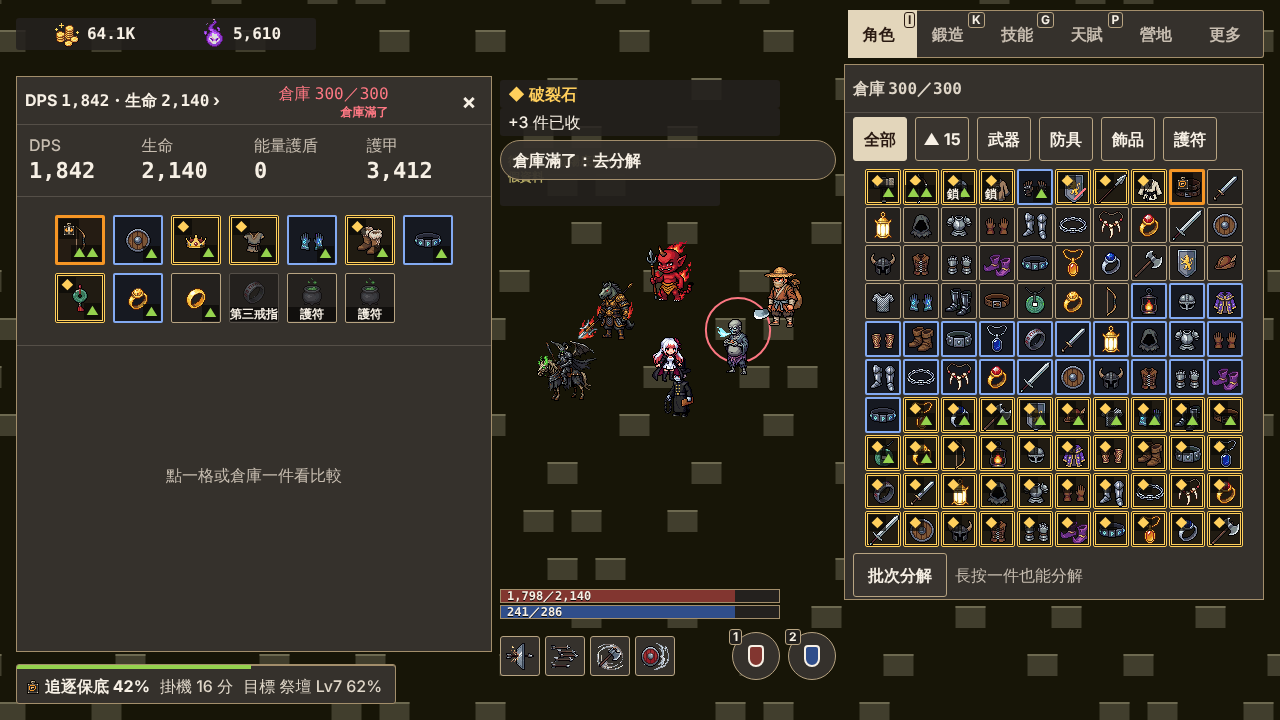 64.1K
5,610
角色 I
鍛造 K
技能 G
天賦 P
營地
更多
DPS 1,842・生命 2,140 ›
倉庫 300／300
倉庫滿了
×
DPS
1,842
生命
2,140
能量護盾
0
護甲
3,412
第三戒指
護符
護符
點一格或倉庫一件看比較
破裂石
+3 件已收
倉庫滿了：去分解
倉庫 300／300
全部
▲ 15
武器
防具
飾品
護符
鎖
鎖
批次分解
長按一件也能分解
1,798／2,140
241／286
1
2
追逐保底 42%
掛機 16 分
目標 祭壇 Lv7 62%